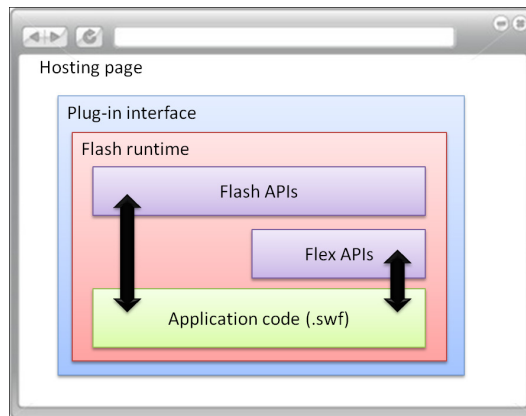 Hosting page
Plug-in interface
Flash runtime
Flash APIs
Flex APIs
Application code (.swf)